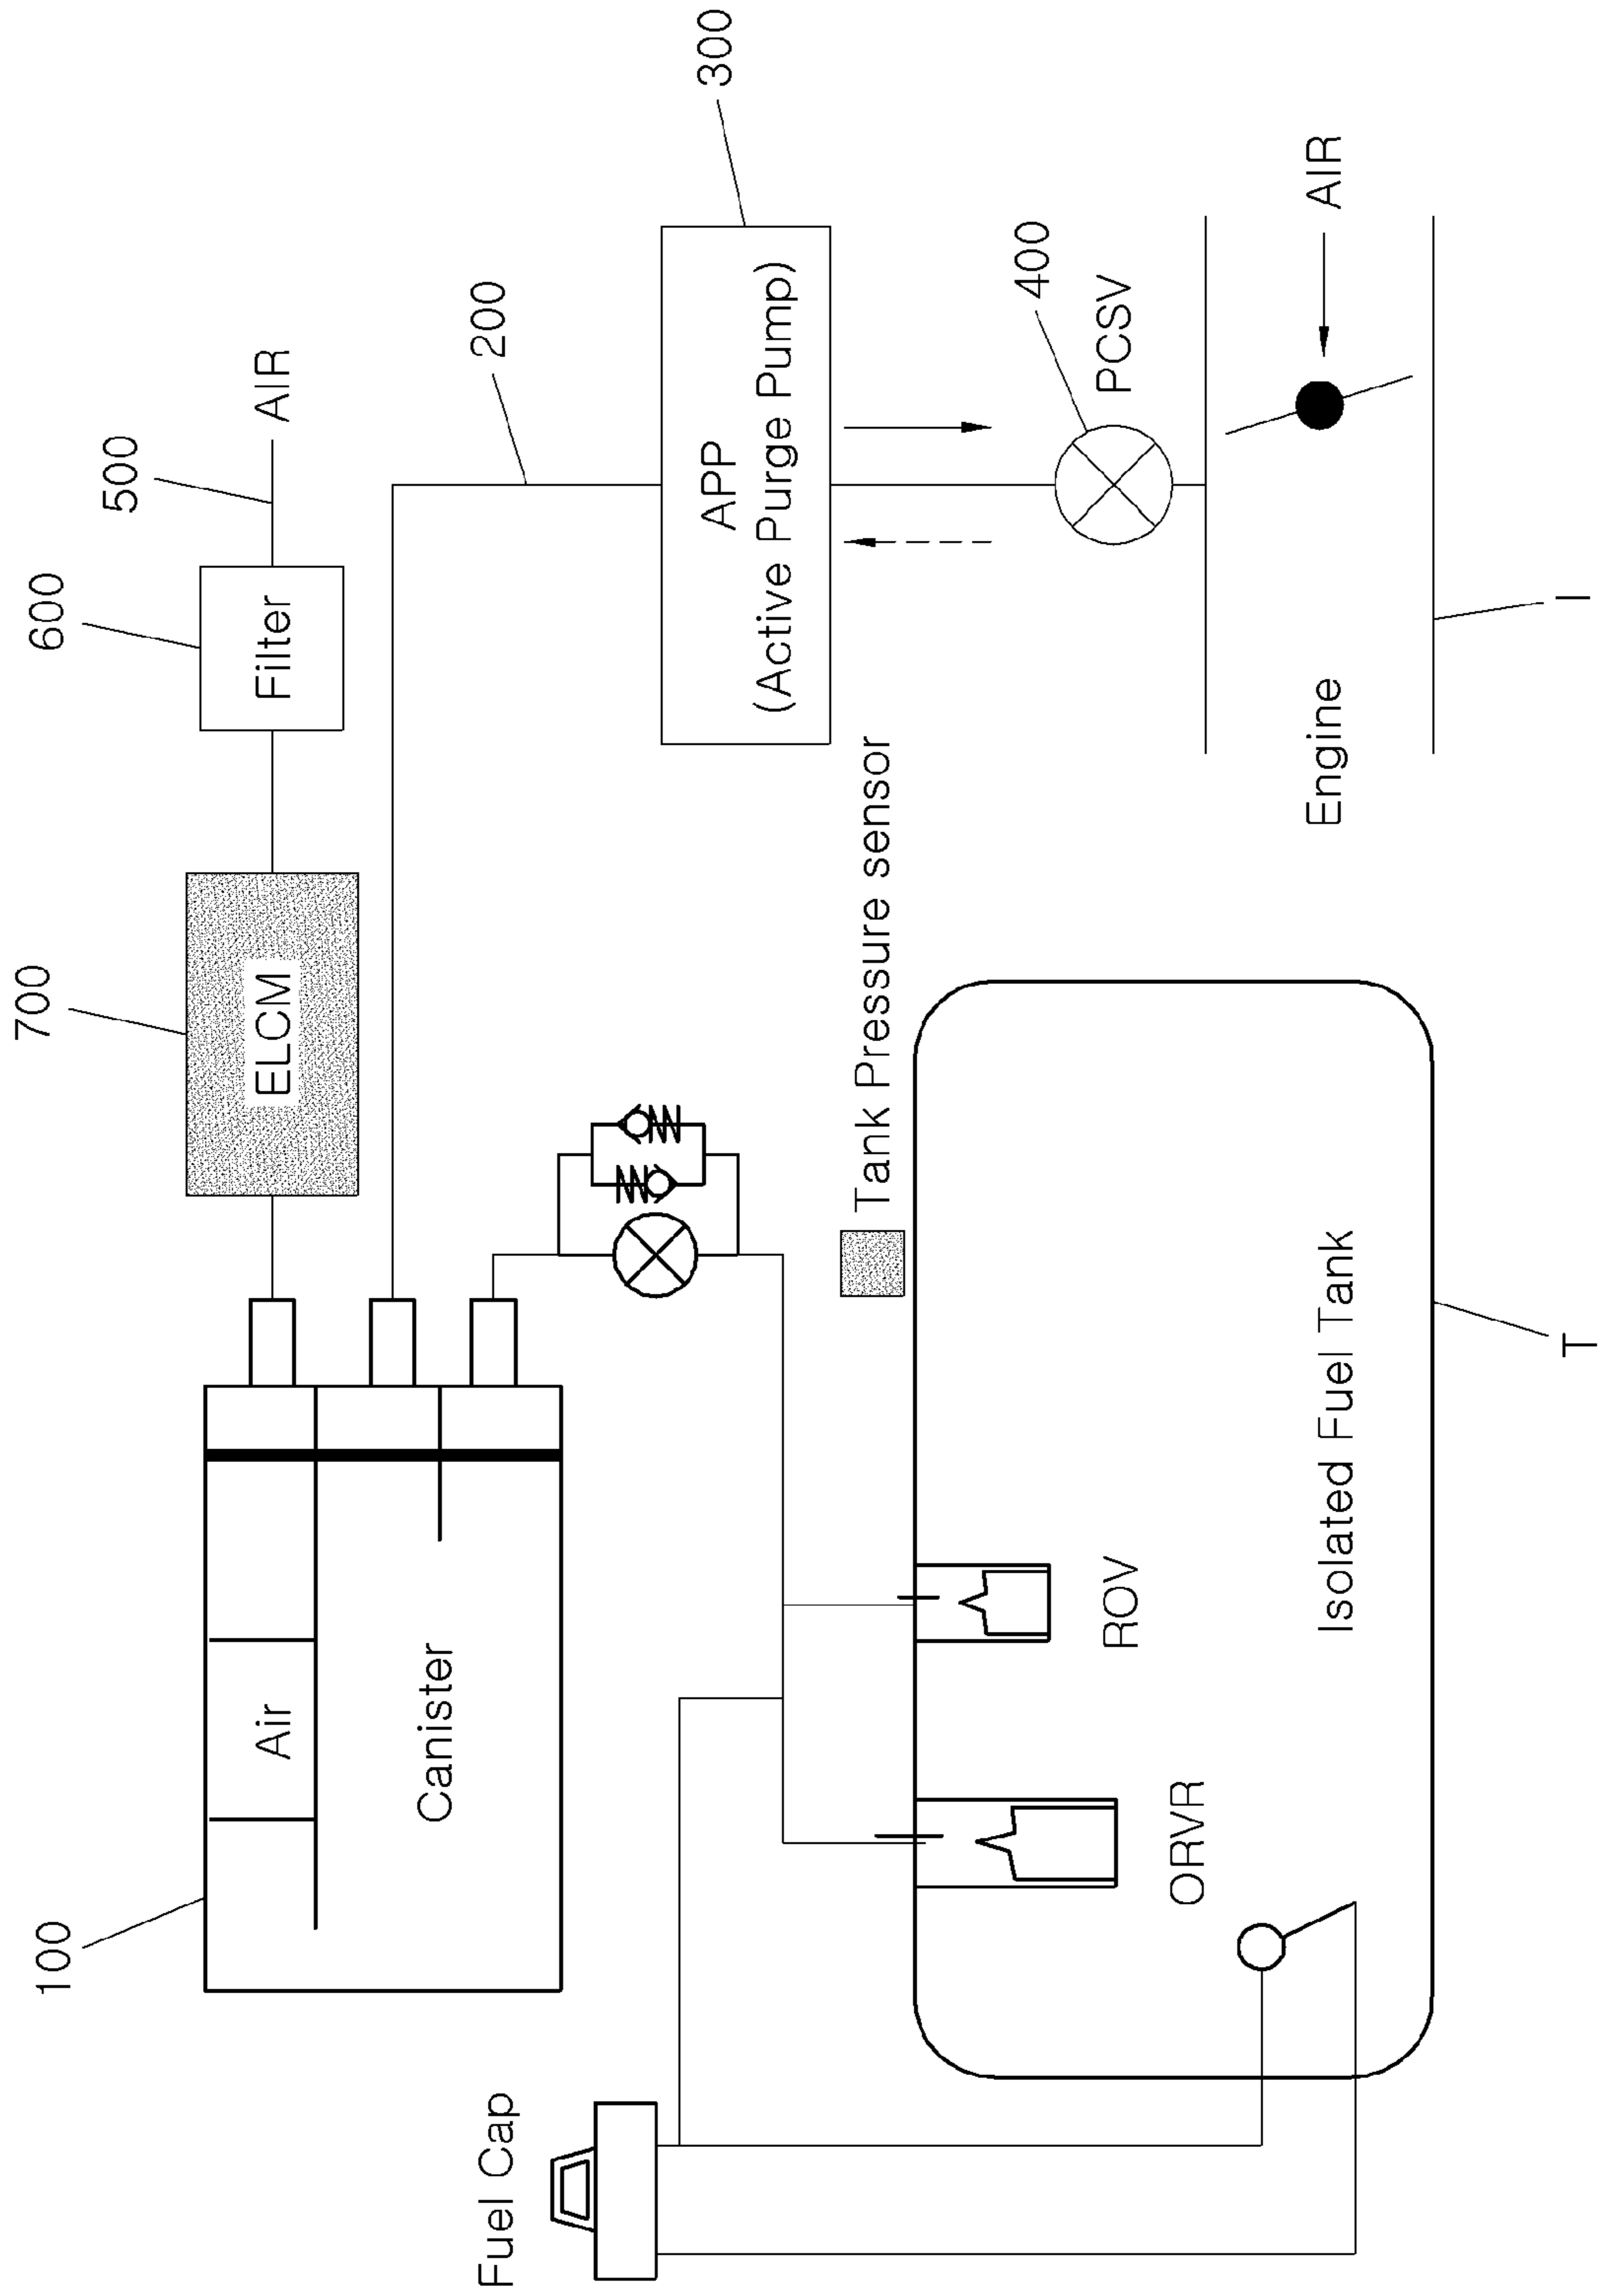 700
600
500
AIR
Filter
ELCM
200
300
100
Air
Canister
APP
(Active Purge Pump)
Fuel Cap
Tank Pressure sensor
400
PCSV
ROV
ORVR
AIR
Engine
Isolated Fuel Tank
T
I